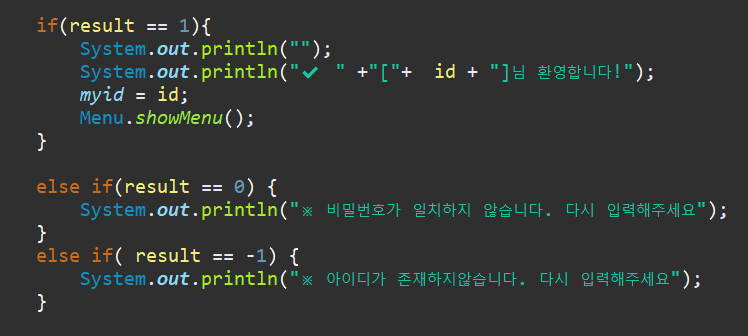 if(result == 1){
System.out.println("");
System.out.println("✔ " +"["+  id + "]님 환영합니다!");
myid = id;
Menu.showMenu();
}
else if(result == 0) {
System.out.println("※ 비밀번호가 일치하지 않습니다. 다시 입력해주세요");
}
else if( result == -1) {
System.out.println("※ 아이디가 존재하지않습니다. 다시 입력해주세요");
}